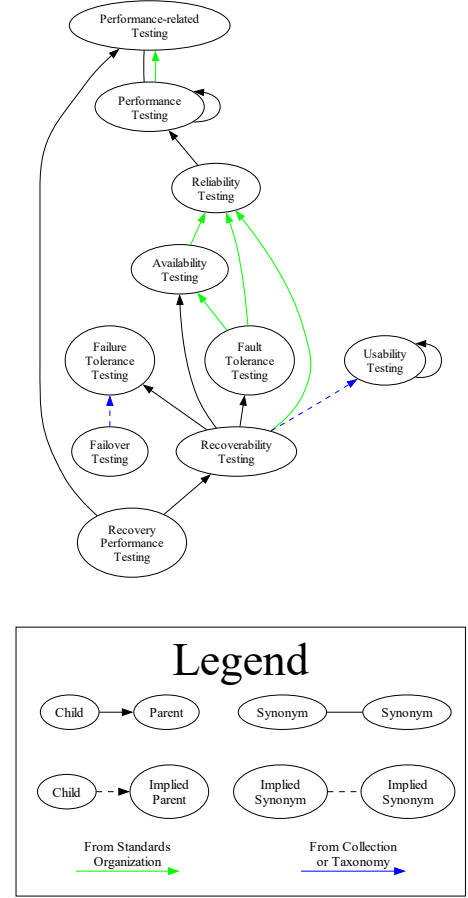 Performance-related
Testing
Performance
Testing
Reliability
Testing
Availability
Testing
Failure
Tolerance
Testing
Fault
Tolerance
Testing
Usability
Testing
Failover
Testing
Recoverability
Testing
Recovery
Performance
Testing
Legend
Child
Parent
Synonym
Synonym
Child
Implied
Parent
Implied
Synonym
Implied
Synonym
From Standards
Organization
From Collection
or Taxonomy